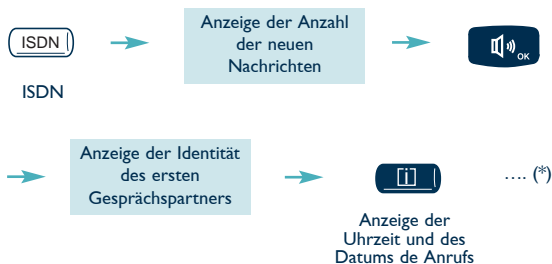 ISDN
ISDN
Anzeige der Anzahl
der neuen
Nachrichten
OK
Anzeige der Identität
des ersten
Gesprächspartners
[i]
Anzeige der
Uhrzeit und des
Datums de Anrufs
.... (*)